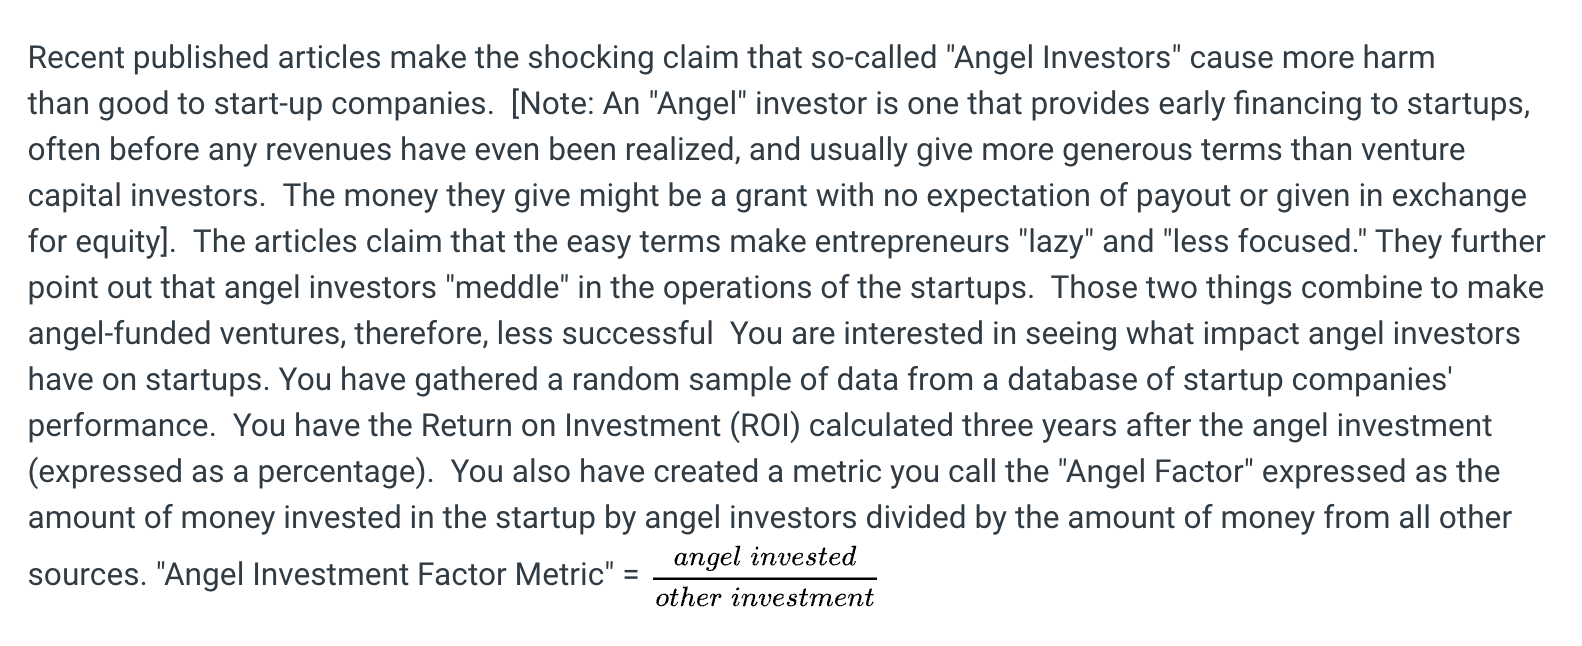 Recent published articles make the shocking claim that so-called "Angel Investors" cause more harm
than good to start-up companies.  [Note: An "Angel" investor is one that provides early financing to startups,
often before any revenues have even been realized, and usually give more generous terms than venture
capital investors.  The money they give might be a grant with no expectation of payout or given in exchange
for equity].  The articles claim that the easy terms make entrepreneurs "lazy" and "less focused." They further
point out that angel investors "meddle" in the operations of the startups.  Those two things combine to make
angel-funded ventures, therefore, less successful  You are interested in seeing what impact angel investors
have on startups. You have gathered a random sample of data from a database of startup companies'
performance.  You have the Return on Investment (ROI) calculated three years after the angel investment
(expressed as a percentage).  You also have created a metric you call the "Angel Factor" expressed as the
amount of money invested in the startup by angel investors divided by the amount of money from all other
sources. "Angel Investment Factor Metric" =
angel invested
other investment